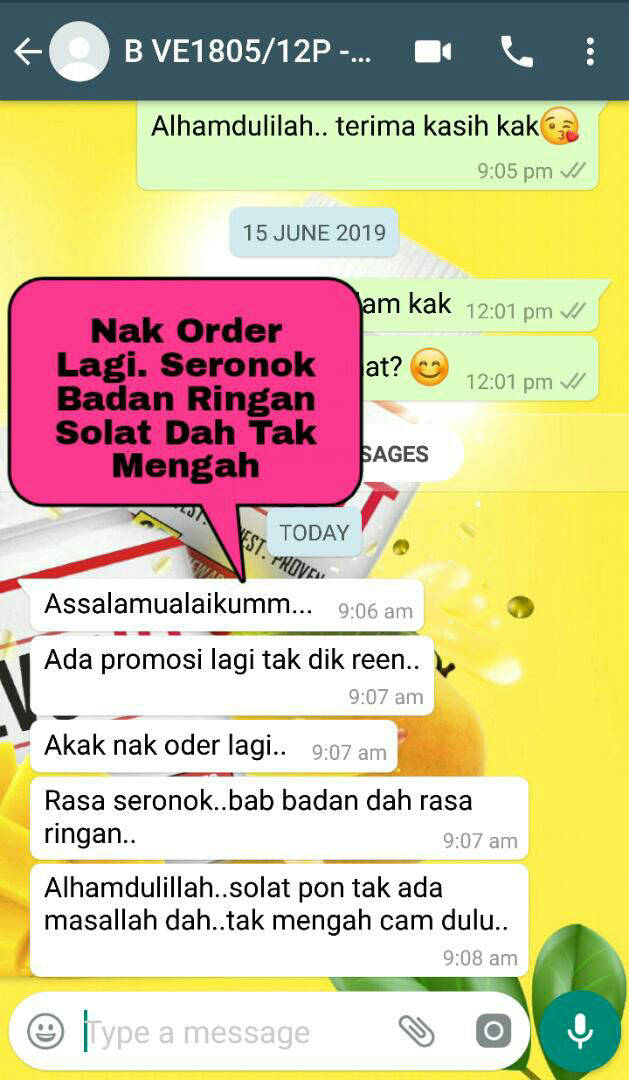 B VE1805/12P -...
Alhamdulilah.. terima kasih kak😘
9:05 pm
15 JUNE 2019
am kak 12:01 pm
at? 😊 12:01 pm
Nak Order
Lagi. Seronok
Badan Ringan
Solat Dah Tak
Mengah
SAGES
TODAY
EST. PROVEN
Assalamualaikumm... 9:06 am
Ada promosi lagi tak dik reen..
9:07 am
Akak nak oder lagi.. 9:07 am
Rasa seronok..bab badan dah rasa
ringan.. 9:07 am
Alhamdulillah..solat pon tak ada
masallah dah..tak mengah cam dulu..
9:08 am
Type a message